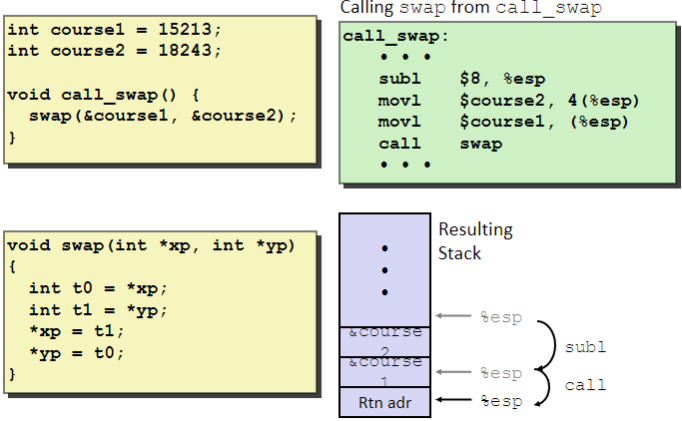 int course1 = 15213;
int course2 = 18243;
void call_swap() {
swap(&course1, &course2);
}
Calling swap from call_swap
call_swap:
• • •
subl $8, %esp
movl $course2, 4(%esp)
movl $course1, (%esp)
call swap
• • •
void swap(int *xp, int *yp)
{
int t0 = *xp;
int t1 = *yp;
*xp = t1;
*yp = t0;
}
Resulting
Stack
•
•
•
%esp
&course
2
subl
&course
1
%esp
call
Rtn adr
%esp